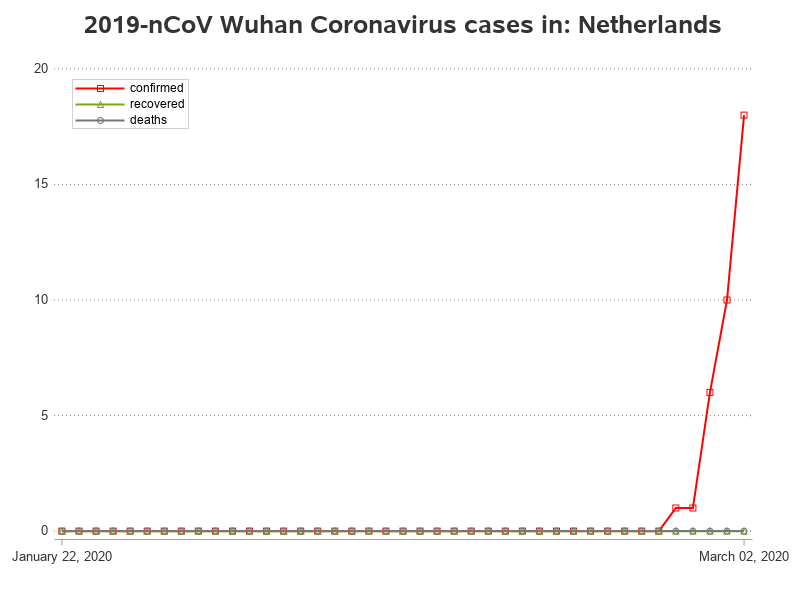 2019-nCoV Wuhan Coronavirus cases in: Netherlands
20
confirmed
recovered
deaths
15
10
5
0
January 22, 2020
March 02, 2020